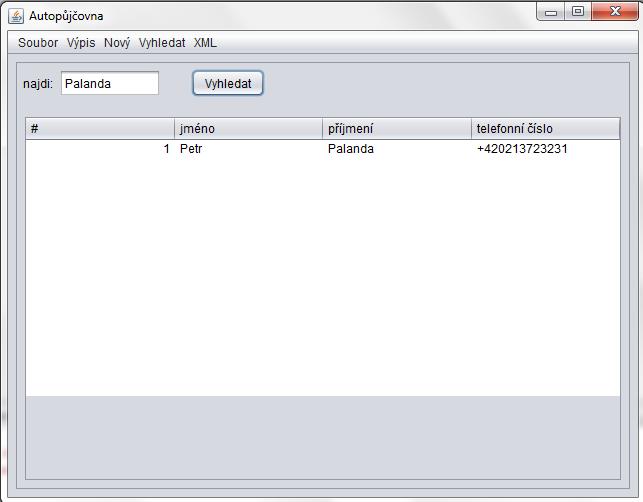 Autopůjčovna
Soubor Výpis Nový Vyhledat XML
najdi: Palanda Vyhledat
# jméno příjmení telefonní číslo
1 Petr Palanda +420213723231